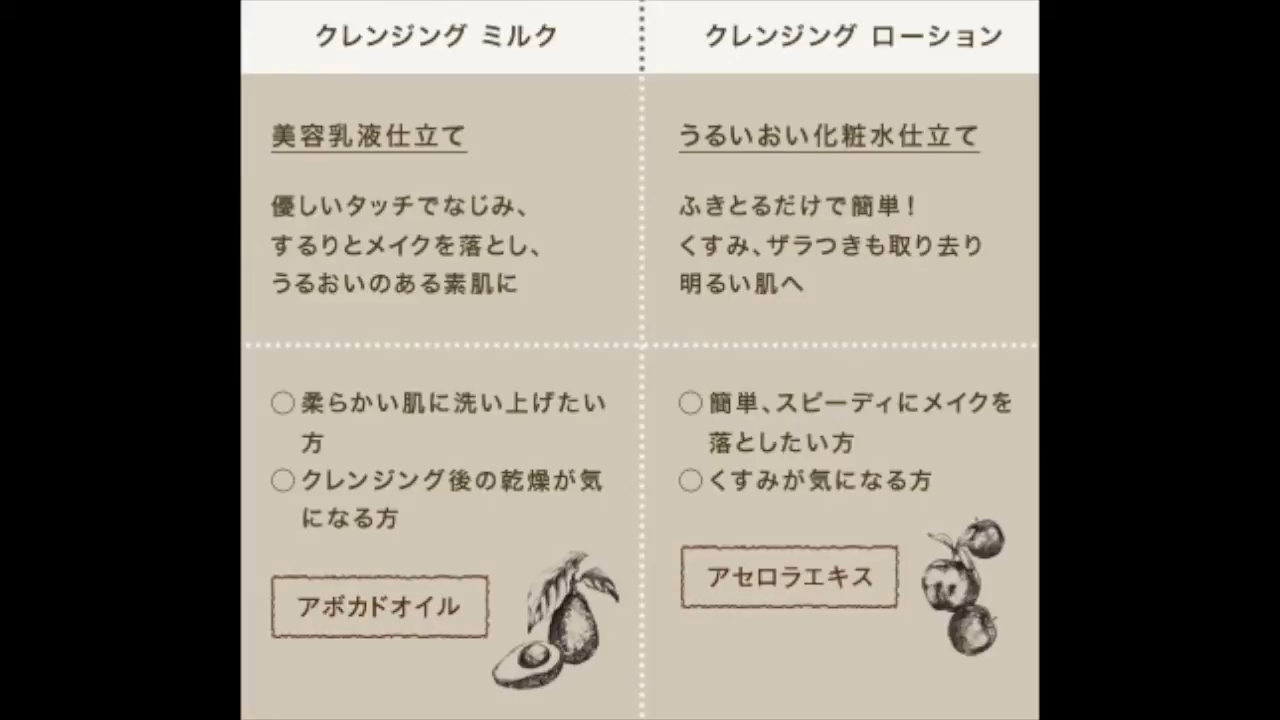 クレンジング ミルク
美容乳液仕立て
優しいタッチでなじみ、
するりとメイクを落とし、
うるおいのある素肌に
○柔らかい肌に洗い上げたい
方
○クレンジング後の乾燥が気
になる方
アボカドオイル
クレンジング ローション
うるいおい化粧水仕立て
ふきとるだけで簡単！
くすみ、ザラつきも取り去り
明るい肌へ
○簡単、スピーディにメイクを
落としたい方
○くすみが気になる方
アセロラエキス